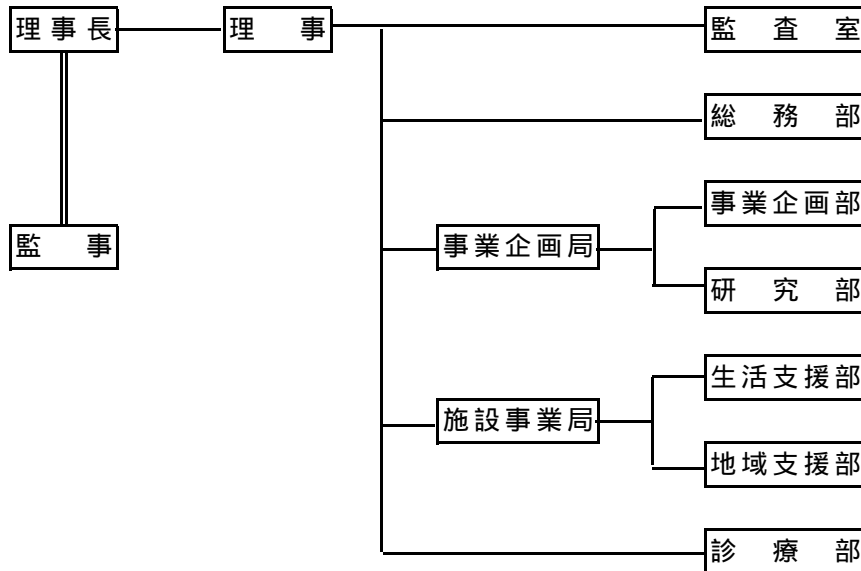 理事長
理事
監査室
総務部
事業企画部
監事
事業企画局
研究部
生活支援部
施設事業局
地域支援部
診療部